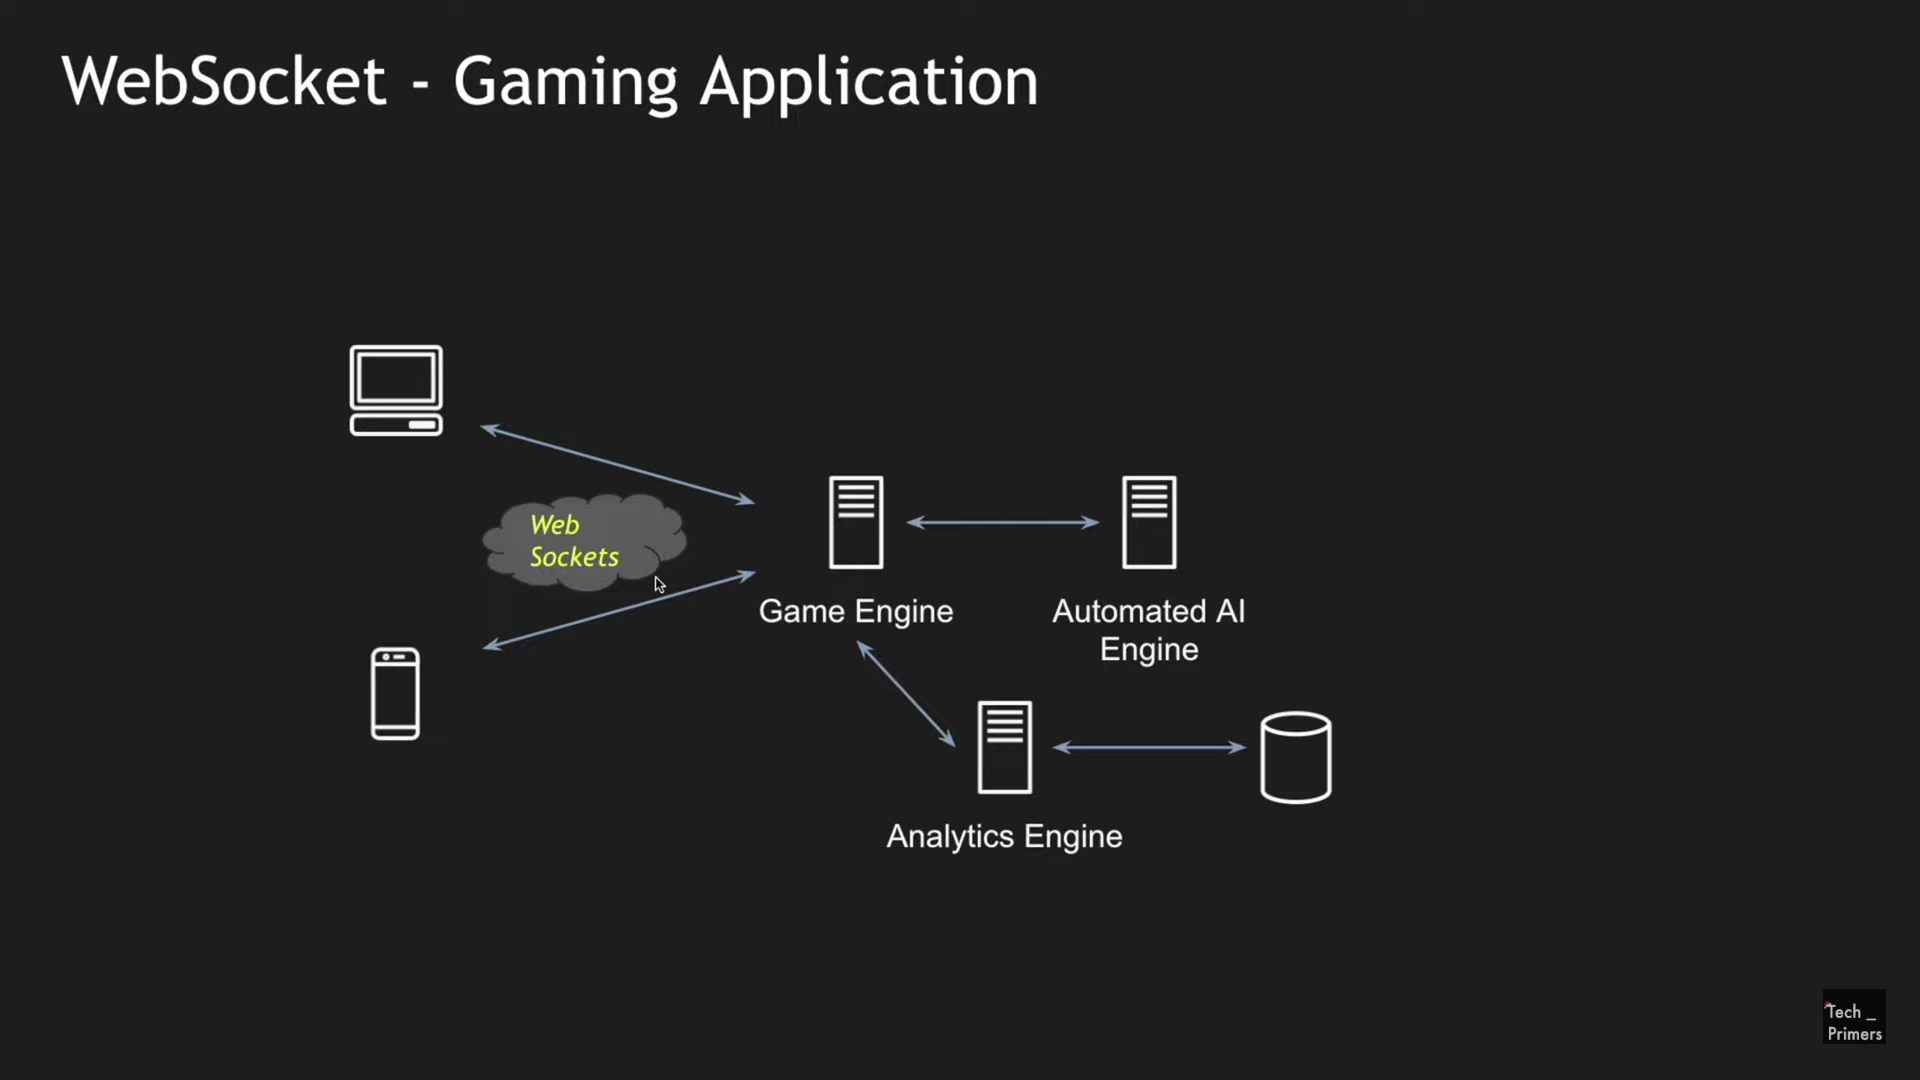 WebSocket - Gaming Application
Web
Sockets
Game Engine
Automated AI
Engine
Analytics Engine
Tech _
Primers